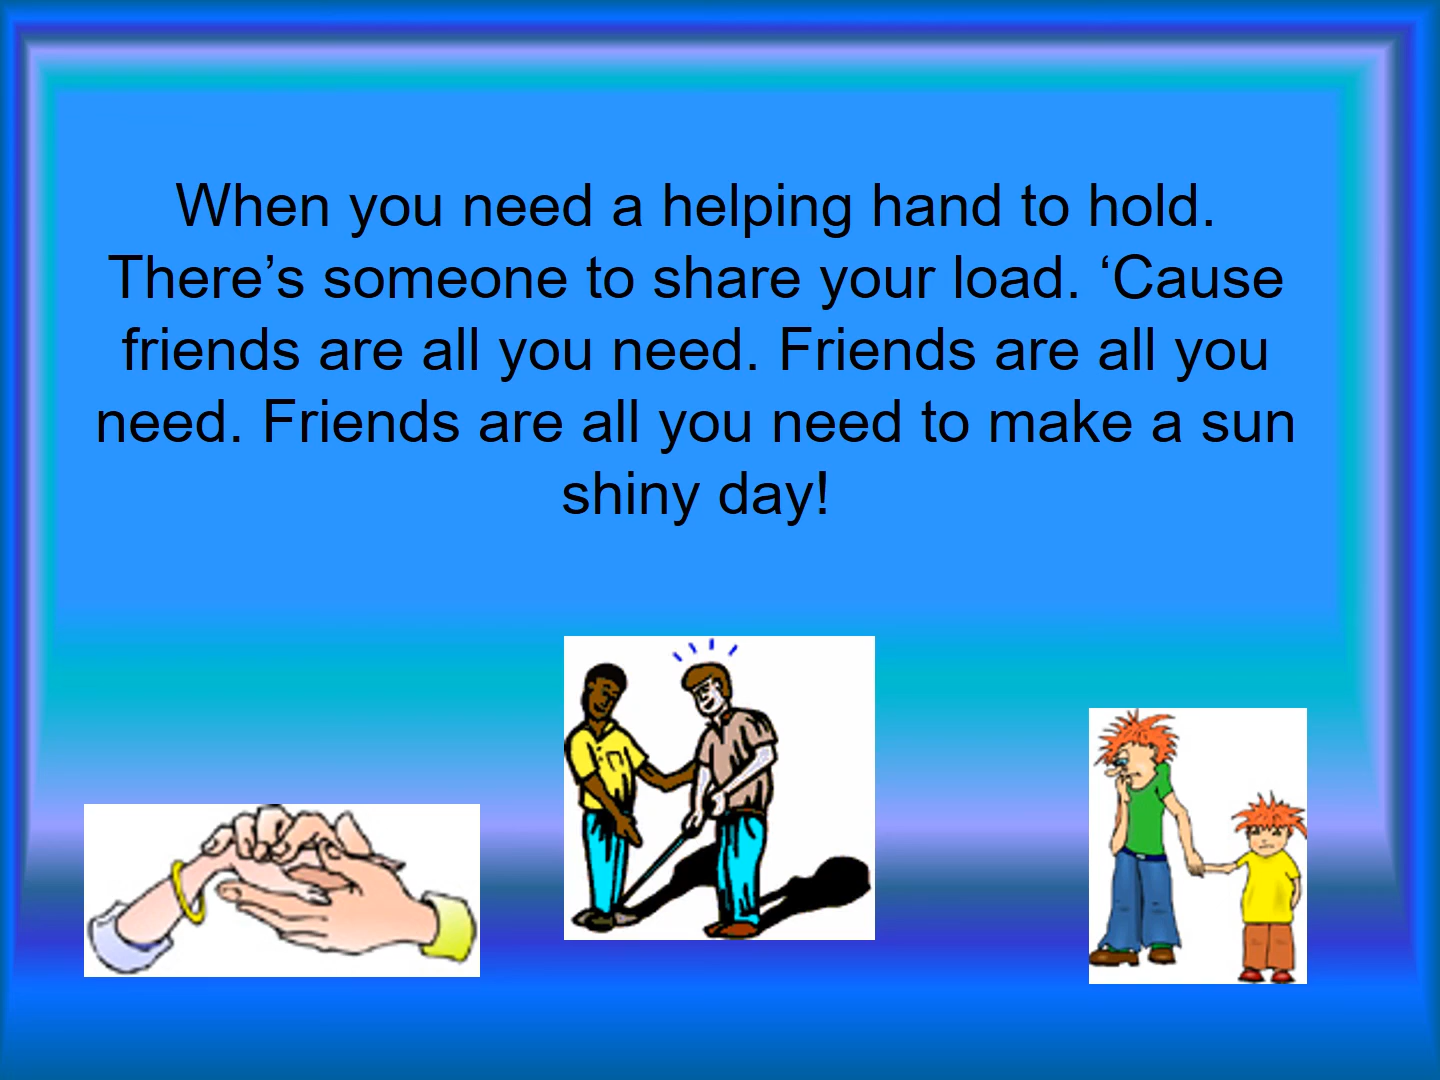 When you need a helping hand to hold.
There’s someone to share your load. ‘Cause
friends are all you need. Friends are all you
need. Friends are all you need to make a sun
shiny day!